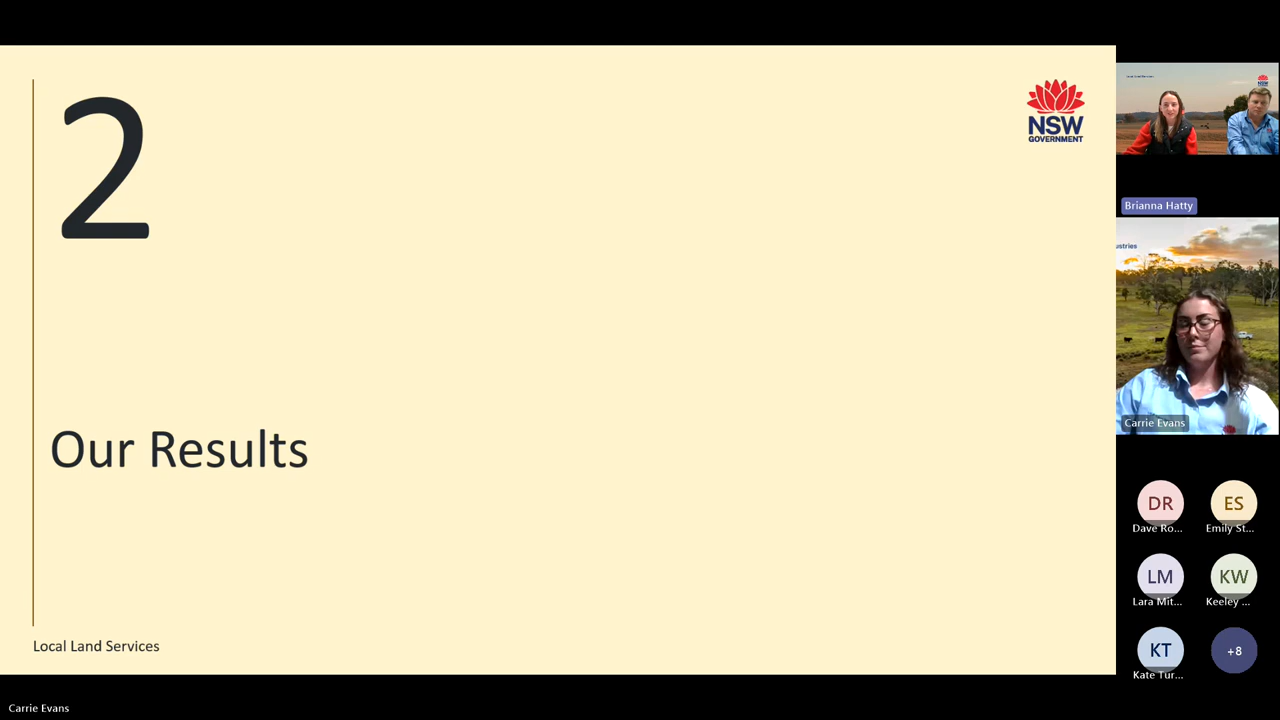 2
NSW
GOVERNMENT
Our Results
Local Land Services
Carrie Evans
Brianna Hatty
ustries
Carrie Evans
DR
ES
Dave Ro...
Emily St...
LM
KW
Lara Mit...
Keeley ...
KT
+8
Kate Tur...